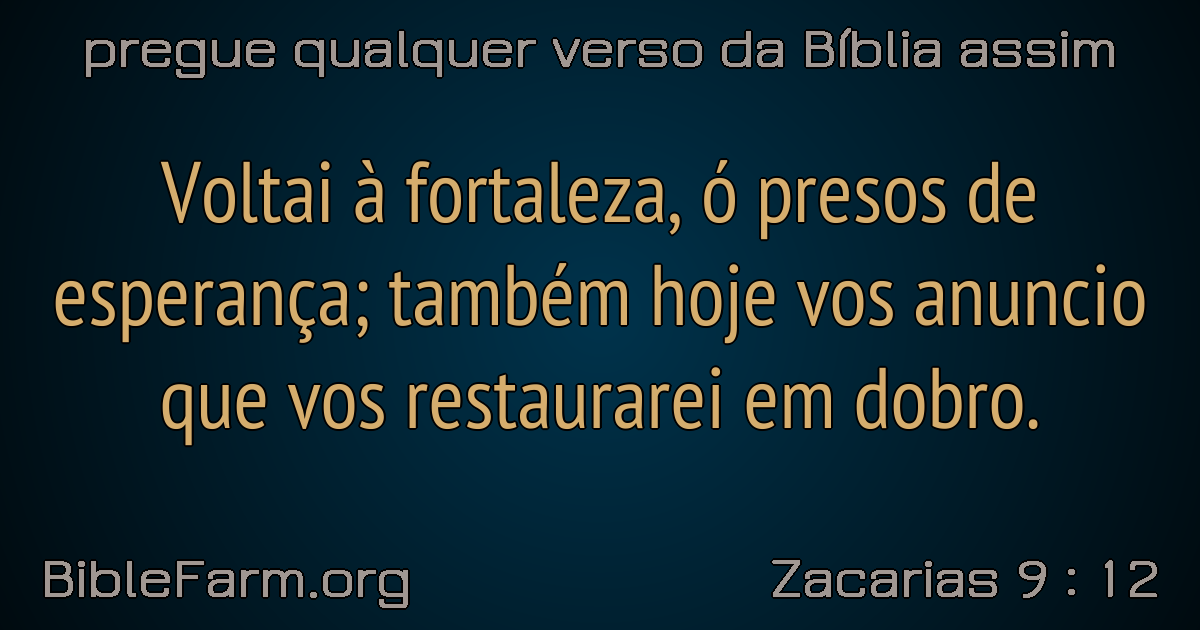 pregue qualquer verso da Bíblia assim
Voltai à fortaleza, ó presos de
esperança; também hoje vos anuncio
que vos restaurarei em dobro.
BibleFarm.org
Zacarias 9 : 12